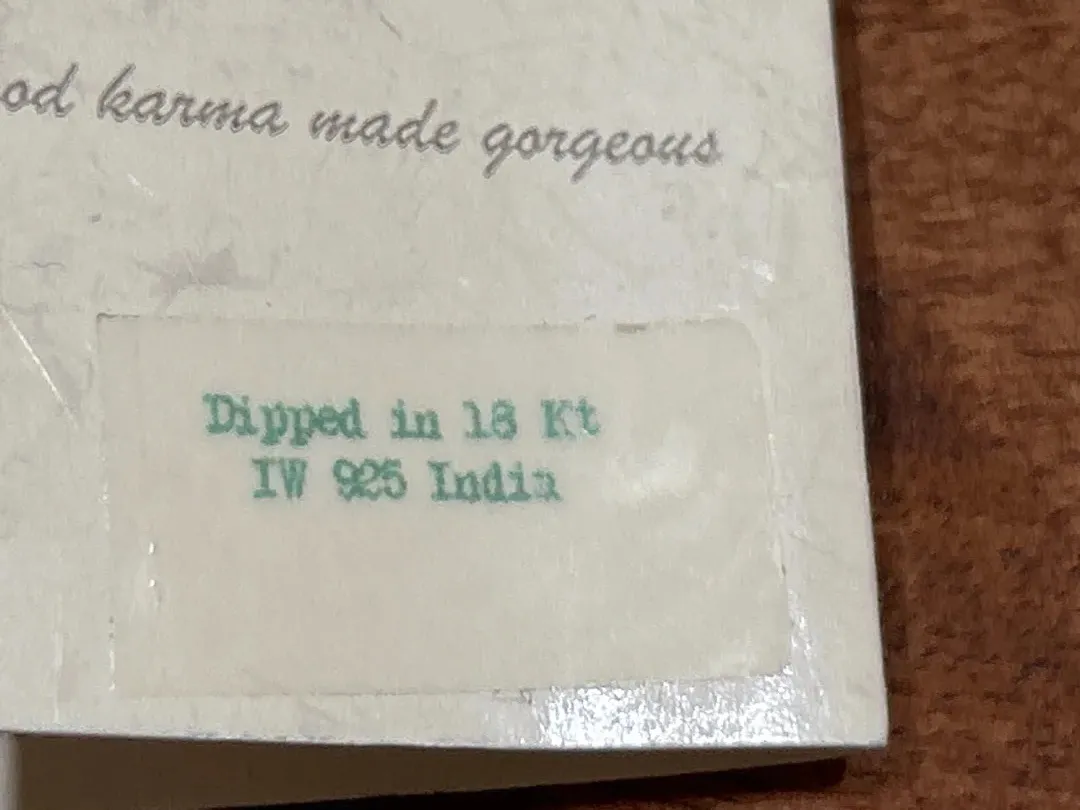 od karma made gorgeous
Dipped in 18 Kt
IW 925 India